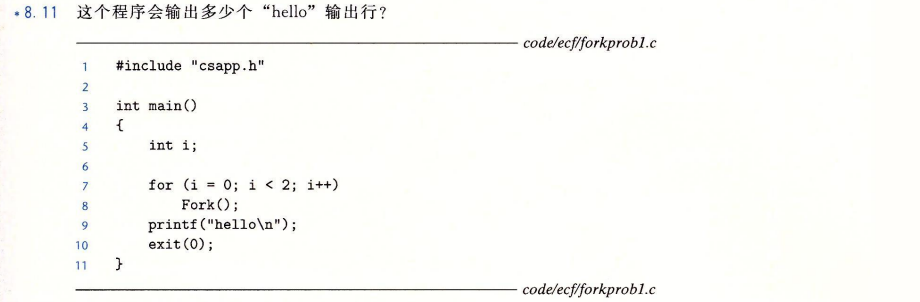 *8.11 这个程序会输出多少个“hello”输出行？
code/ecf/forkprob1.c
1 #include "csapp.h"
2
3 int main()
4 {
5     int i;
6
7     for (i = 0; i < 2; i++)
8         Fork();
9     printf("hello\n");
10     exit(0);
11 }
code/ecf/forkprob1.c